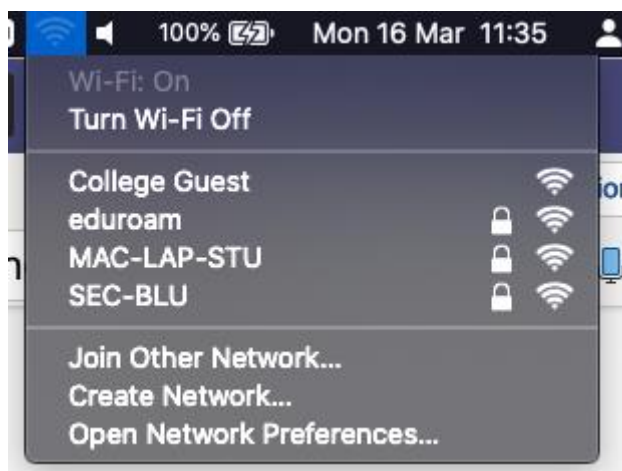 100% Mon 16 Mar 11:35
Wi-Fi: On
Turn Wi-Fi Off
College Guest
eduroam
MAC-LAP-STU
SEC-BLU
Join Other Network...
Create Network...
Open Network Preferences...